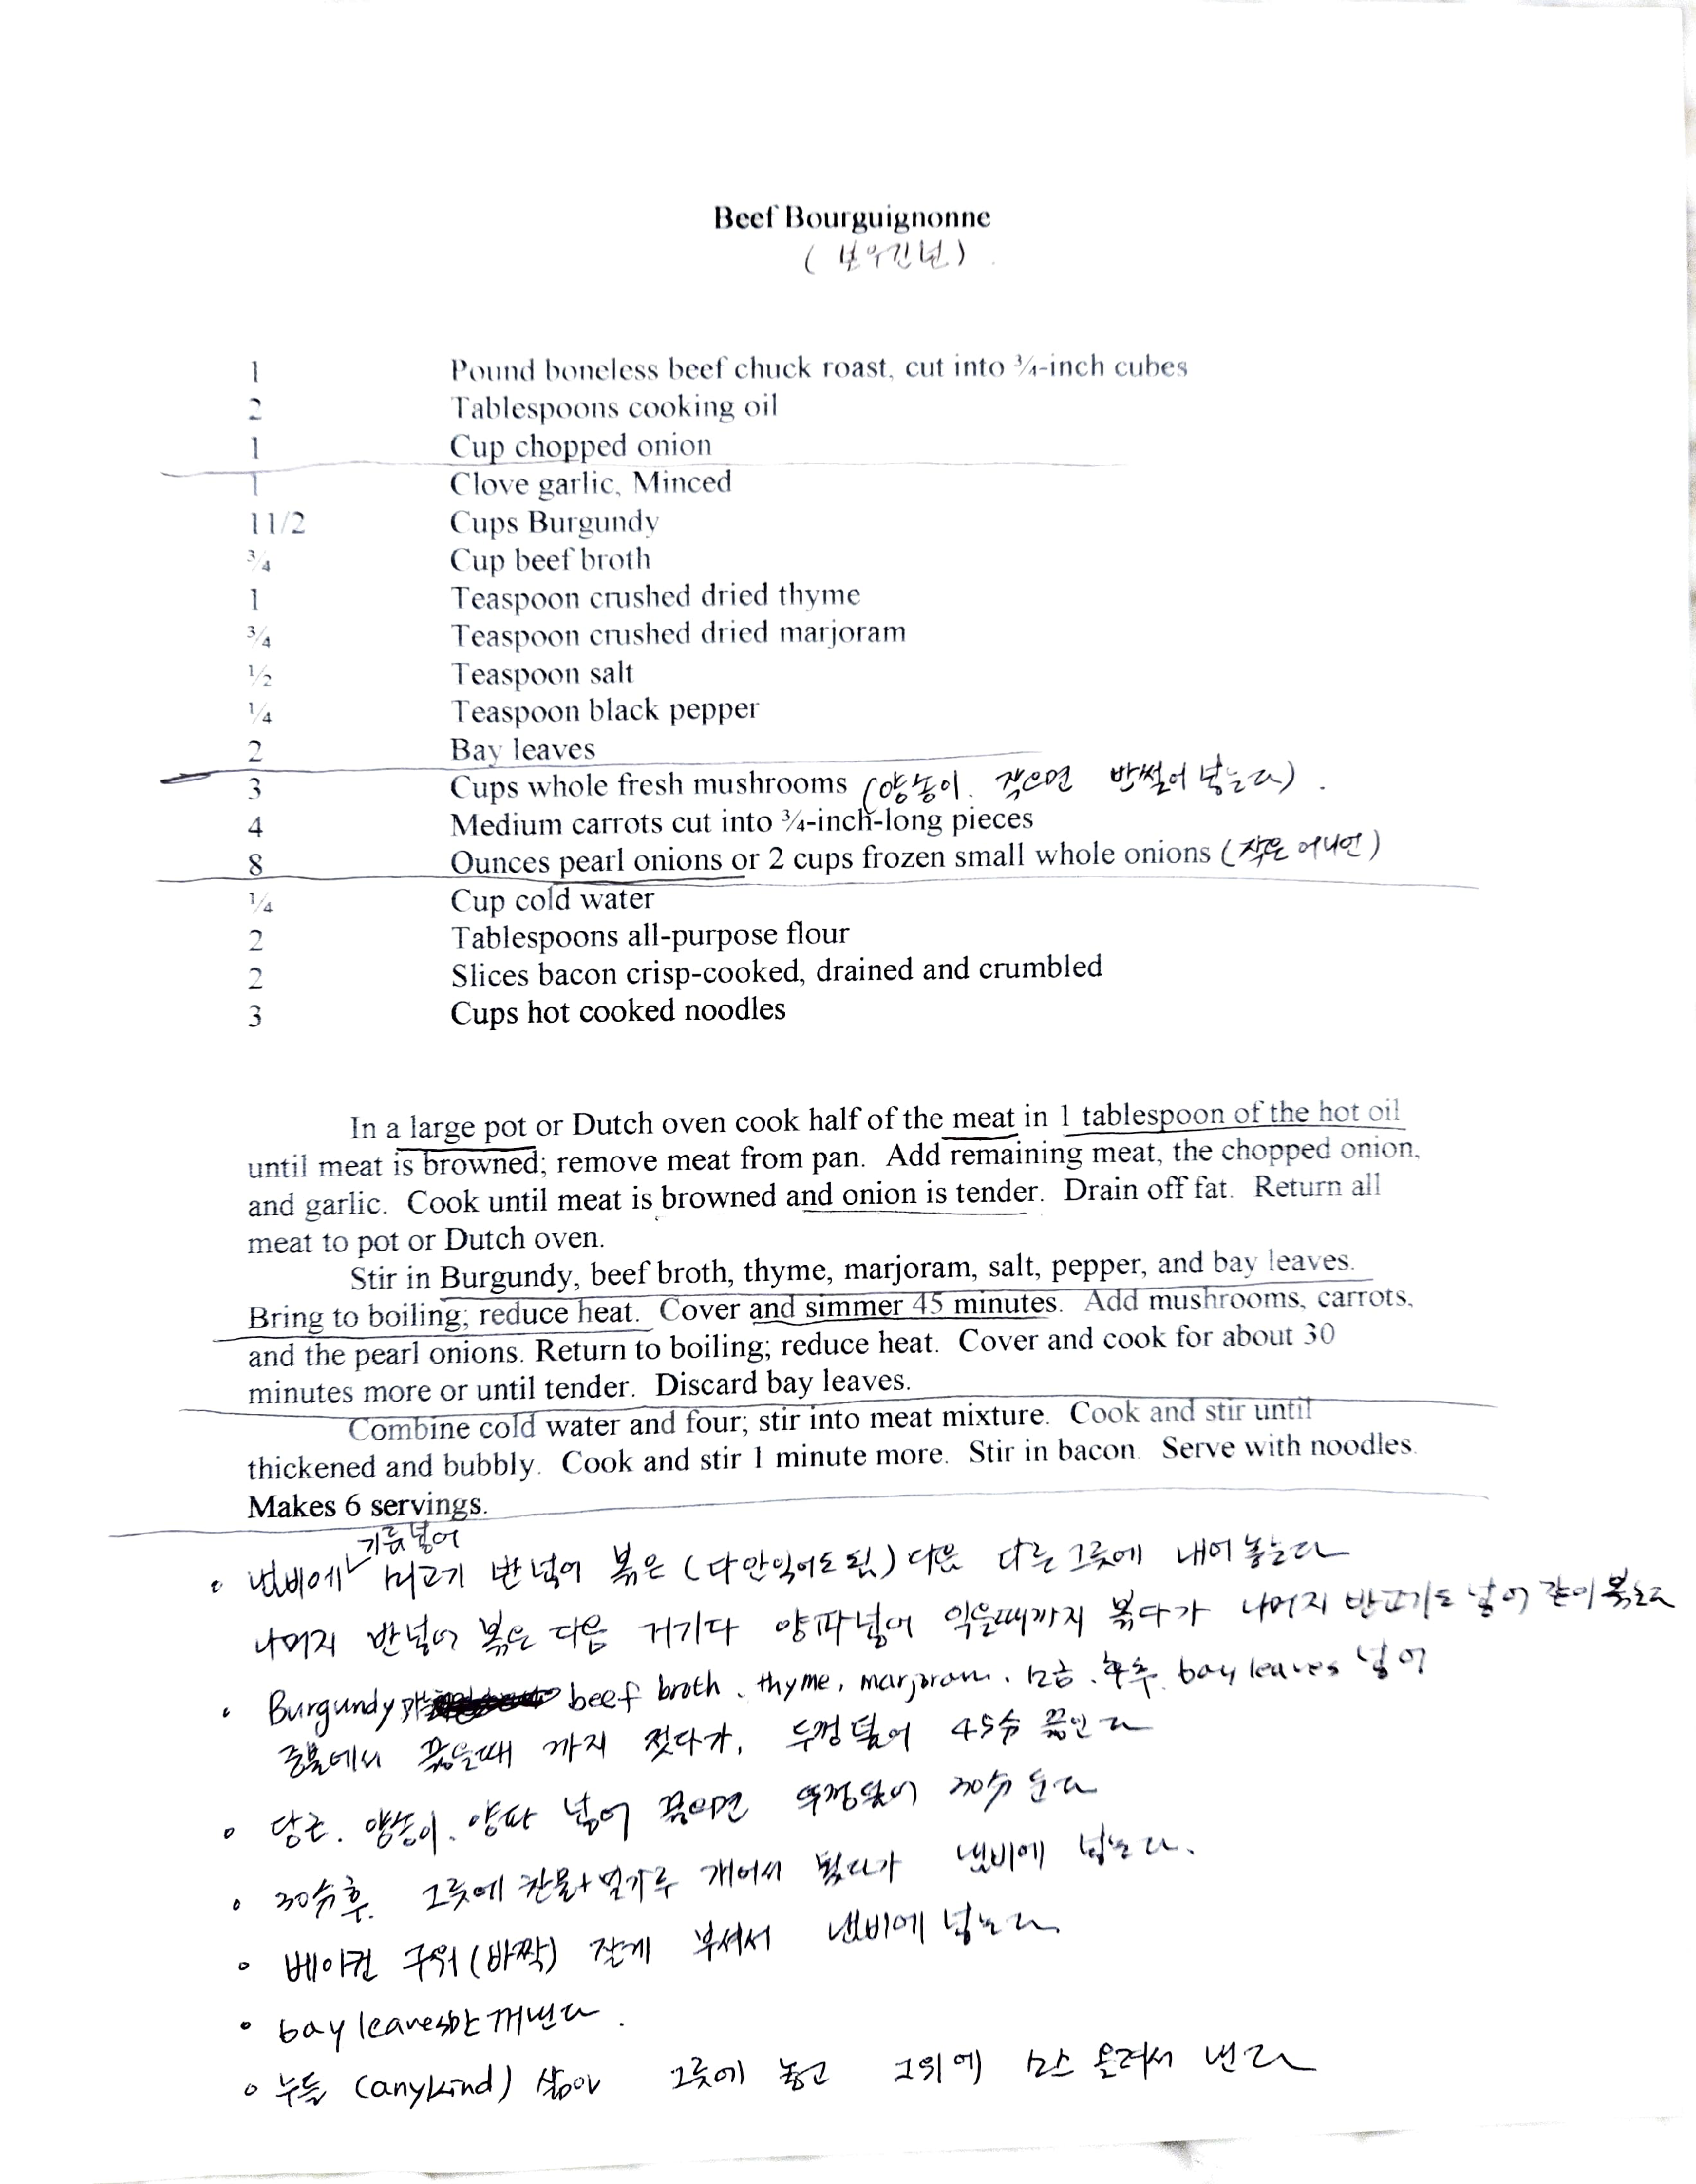 Beef Bourguignonne
(보우긴년)
1 Pound boneless beef chuck roast, cut into ¾-inch cubes
2 Tablespoons cooking oil
1 Cup chopped onion
1 Clove garlic, Minced
11/2 Cups Burgundy
¾ Cup beef broth
1 Teaspoon crushed dried thyme
¾ Teaspoon crushed dried marjoram
½ Teaspoon salt
¼ Teaspoon black pepper
2 Bay leaves
3 Cups whole fresh mushrooms (양송이. 작으면 반썰어 넣는다).
4 Medium carrots cut into ¾-inch-long pieces
8 Ounces pearl onions or 2 cups frozen small whole onions (작은 어니언)
¼ Cup cold water
2 Tablespoons all-purpose flour
2 Slices bacon crisp-cooked, drained and crumbled
3 Cups hot cooked noodles
In a large pot or Dutch oven cook half of the meat in 1 tablespoon of the hot oil
until meat is browned; remove meat from pan. Add remaining meat, the chopped onion,
and garlic. Cook until meat is browned and onion is tender. Drain off fat. Return all
meat to pot or Dutch oven.
Stir in Burgundy, beef broth, thyme, marjoram, salt, pepper, and bay leaves.
Bring to boiling; reduce heat. Cover and simmer 45 minutes. Add mushrooms, carrots,
and the pearl onions. Return to boiling; reduce heat. Cover and cook for about 30
minutes more or until tender. Discard bay leaves.
Combine cold water and four; stir into meat mixture. Cook and stir until
thickened and bubbly. Cook and stir 1 minute more. Stir in bacon. Serve with noodles.
Makes 6 servings.
기름넣어
• 냄비에 고기 반 넣어 볶은 (다 안익어도 됨) 다음 다른 그릇에 내어 놓는다
나머지 반넣어 볶은 다음 거기다 양파넣어 익을때까지 볶다가 나머지 반고기도 넣어 같이 볶는다
• Burgundy 와 beef broth, thyme, marjoram, 소금, 후추, bay leaves 넣어
중불에서 끓을때 까지 젓다가, 뚜껑 덮어 45分 끓인다
• 당근. 양송이. 양파 넣어 끓으면 뚜껑덮어 30分 둔다
• 30分후. 그릇에 찬물+밀가루 개어서 냄비에 넣는다.
• 베이컨 구워 (바짝) 잘게 부셔서 냄비에 넣는다.
• bay leaves만 꺼낸다.
• 누들 (any kind) 삶아 그릇에 놓고 그위에 소스 올려서 낸다